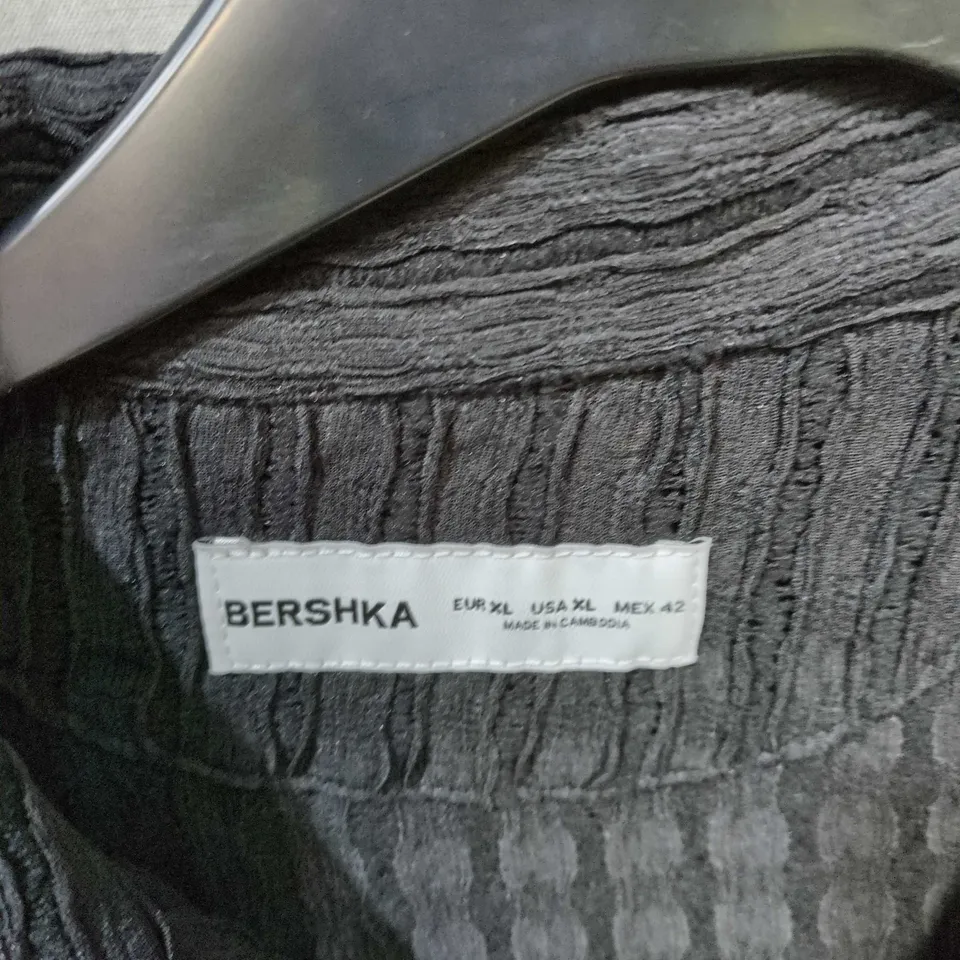 BERSHKA
EUR XL USA XL MEX 42
MADE IN CAMBODIA